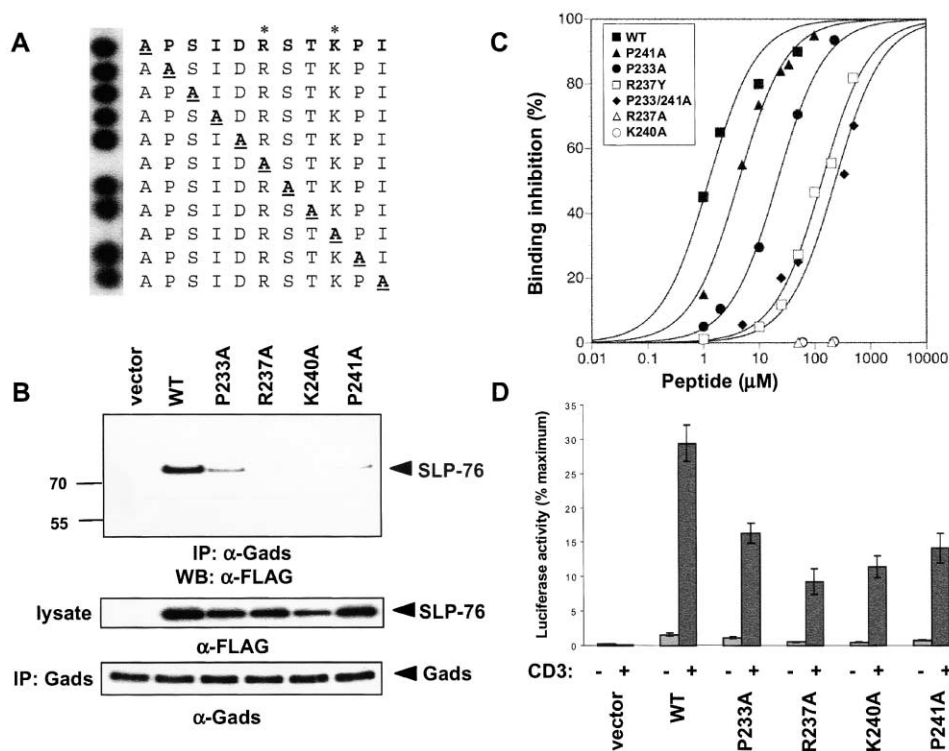 A
* *
A P S I D R S T K P I
A P S I D R S T K P I
A P A I D R S T K P I
A P S A D R S T K P I
A P S I A R S T K P I
A P S I D A S T K P I
A P S I D R A T K P I
A P S I D R S A K P I
A P S I D R S T A P I
A P S I D R S T K A I
A P S I D R S T K P A
B
vector
WT
P233A
R237A
K240A
P241A
70
55
SLP-76
IP: α-Gads
WB: α-FLAG
lysate
SLP-76
α-FLAG
IP: Gads
Gads
α-Gads
C
Binding inhibition (%)
100
80
60
40
20
0
WT
P241A
P233A
R237Y
P233/241A
R237A
K240A
0.01 0.1 1 10 100 1000 10000
Peptide (μM)
D
Luciferase activity (% maximum)
35
30
25
20
15
10
5
0
CD3: - + - + - + - + - + - +
vector
WT
P233A
R237A
K240A
P241A